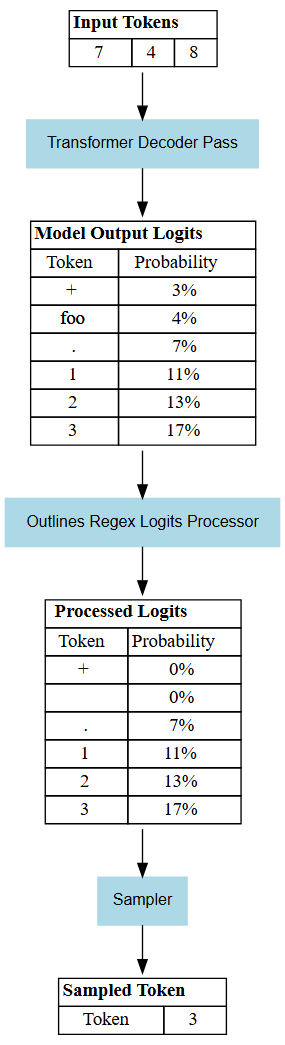 Input Tokens
7 4 8
Transformer Decoder Pass
Model Output Logits
Token Probability
+ 3%
foo 4%
. 7%
1 11%
2 13%
3 17%
Outlines Regex Logits Processor
Processed Logits
Token Probability
+ 0%
0%
. 7%
1 11%
2 13%
3 17%
Sampler
Sampled Token
Token 3